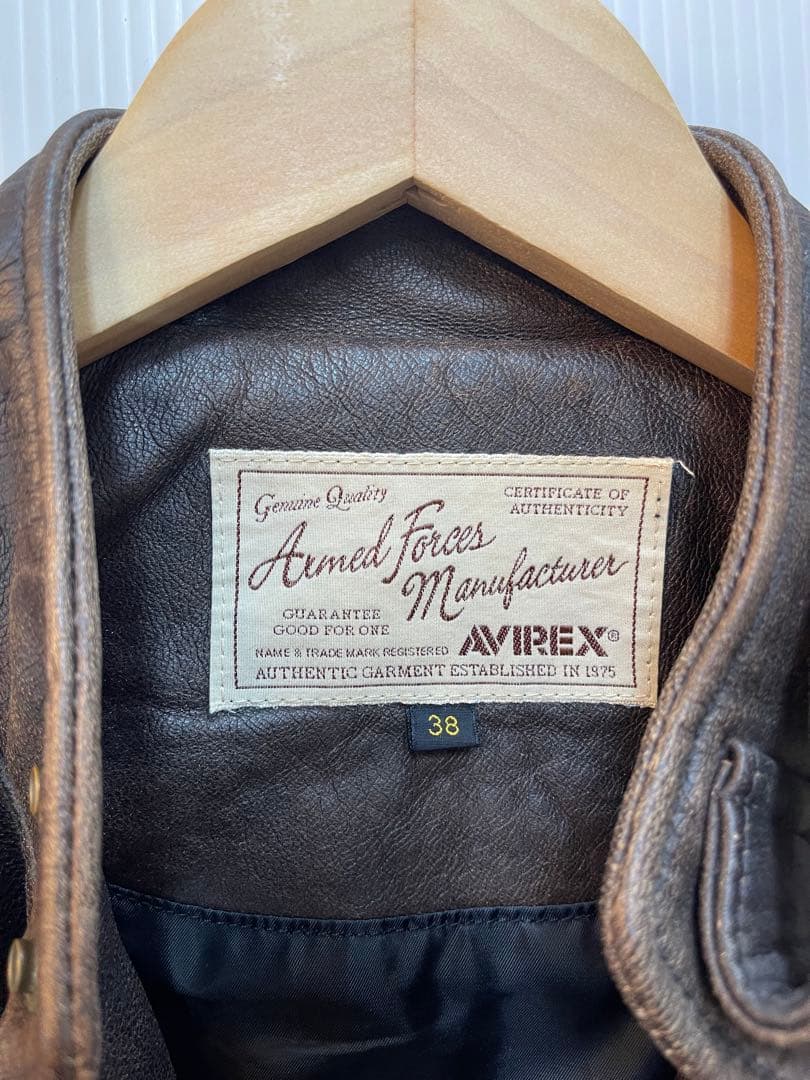 Genuine Quality
CERTIFICATE OF
AUTHENTICITY
Armed Forces
Manufacturer
GUARANTEE
GOOD FOR ONE
NAME & TRADE MARK REGISTERED
AVIREX®
AUTHENTIC GARMENT ESTABLISHED IN 1975
38